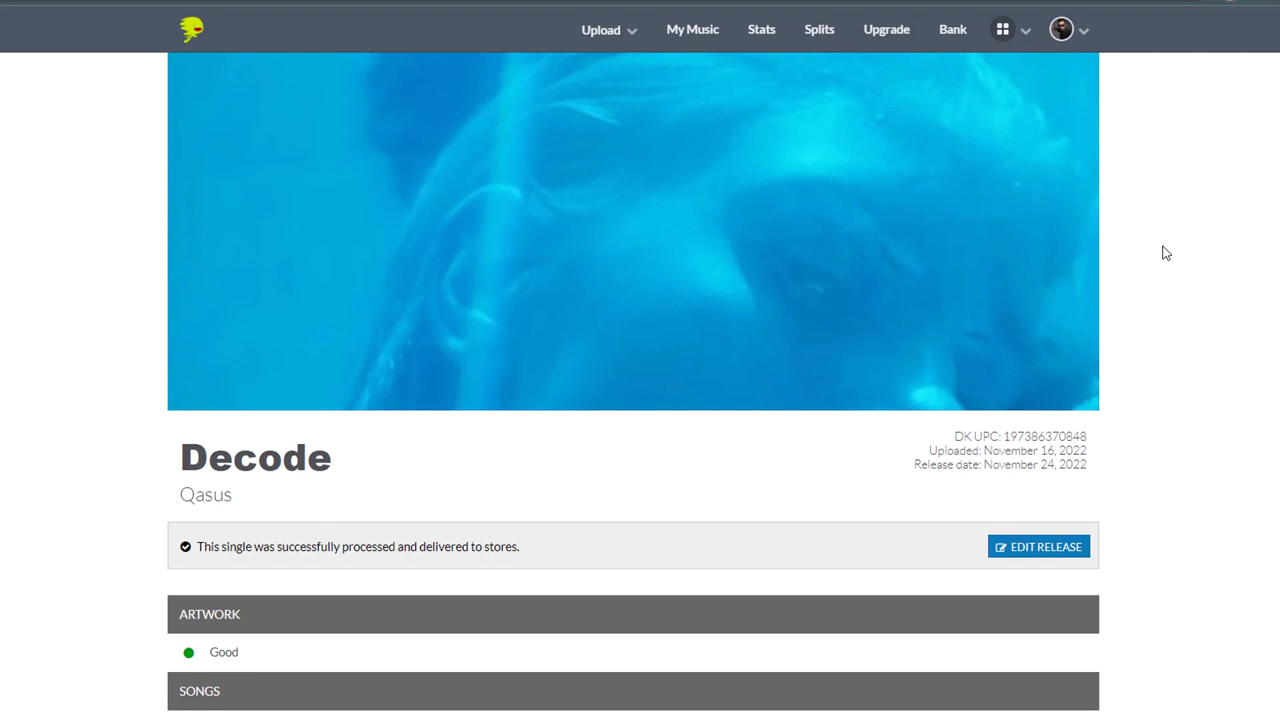 Upload My Music Stats Splits Upgrade Bank
Decode
Qasus
DK UPC: 197386370848
Uploaded: November 16, 2022
Release date: November 24, 2022
This single was successfully processed and delivered to stores.
EDIT RELEASE
ARTWORK
Good
SONGS